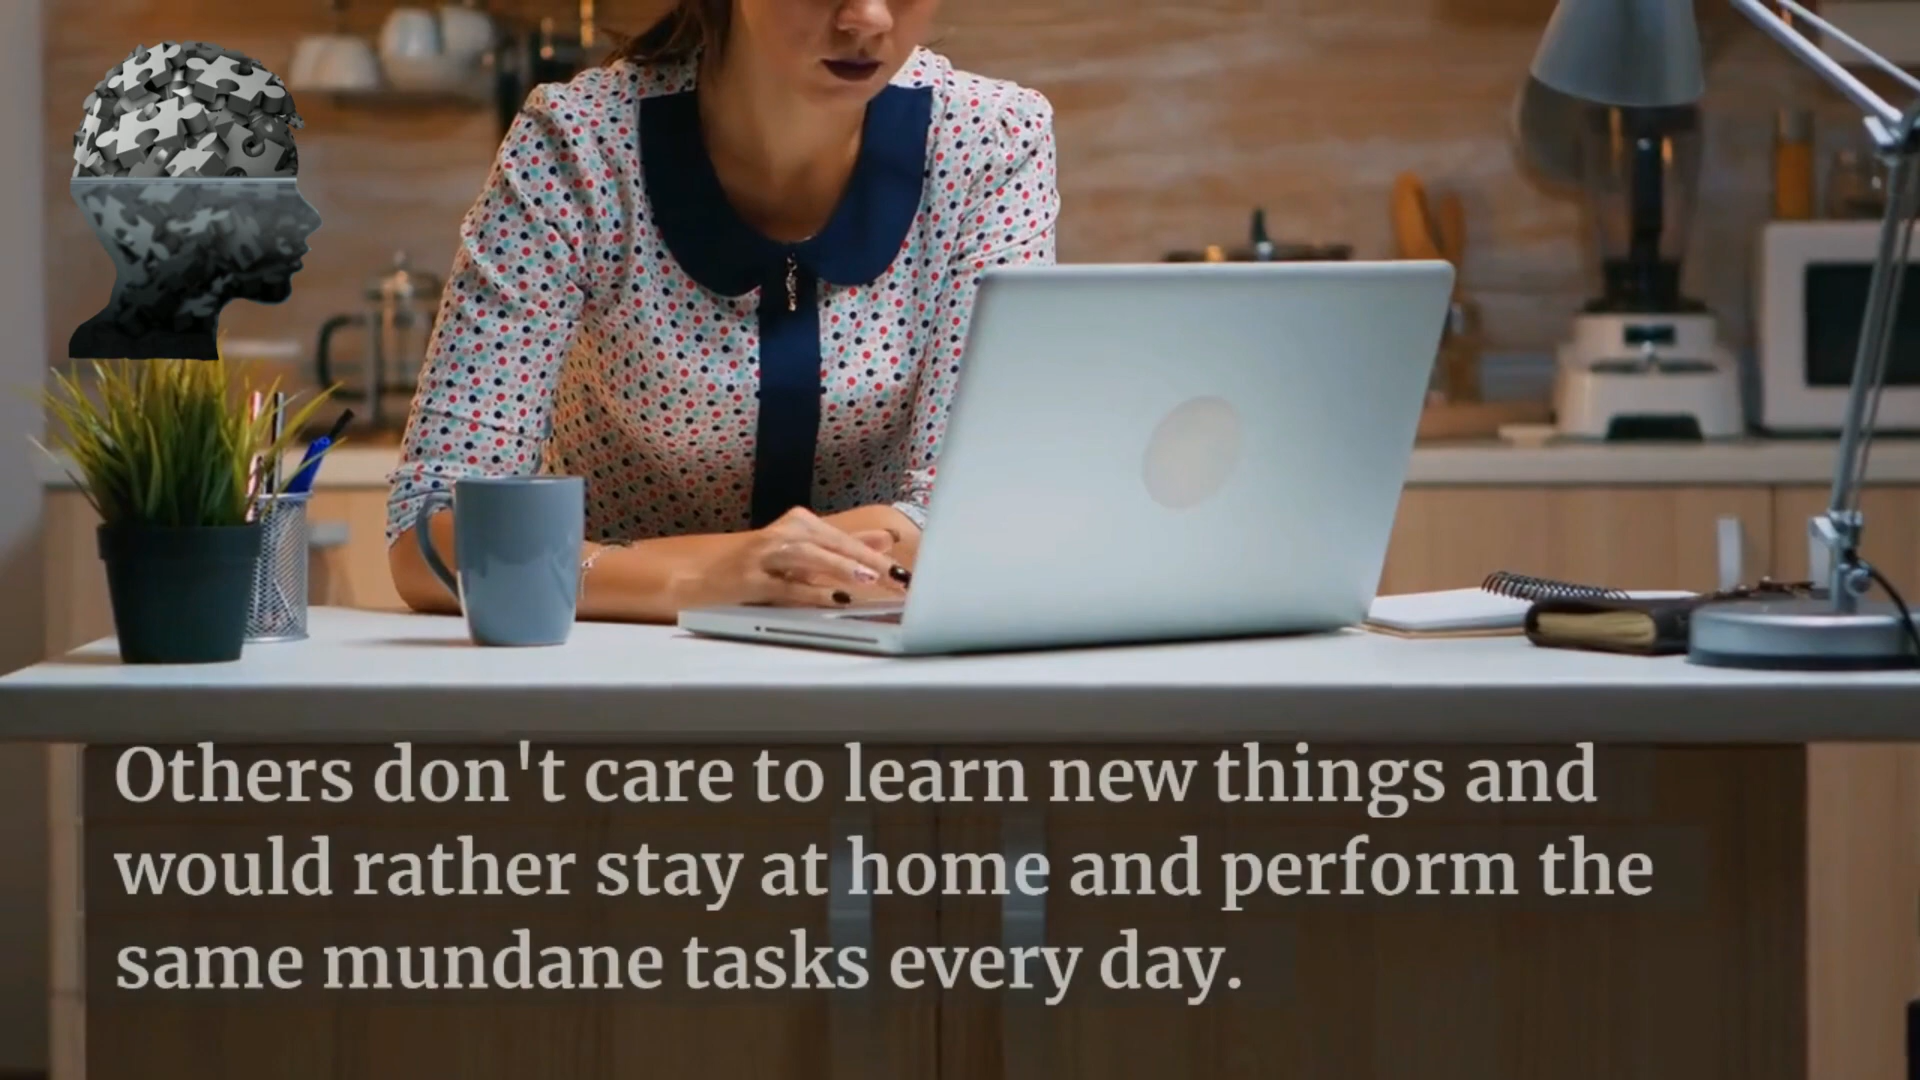 Others don't care to learn new things and
would rather stay at home and perform the
same mundane tasks every day.